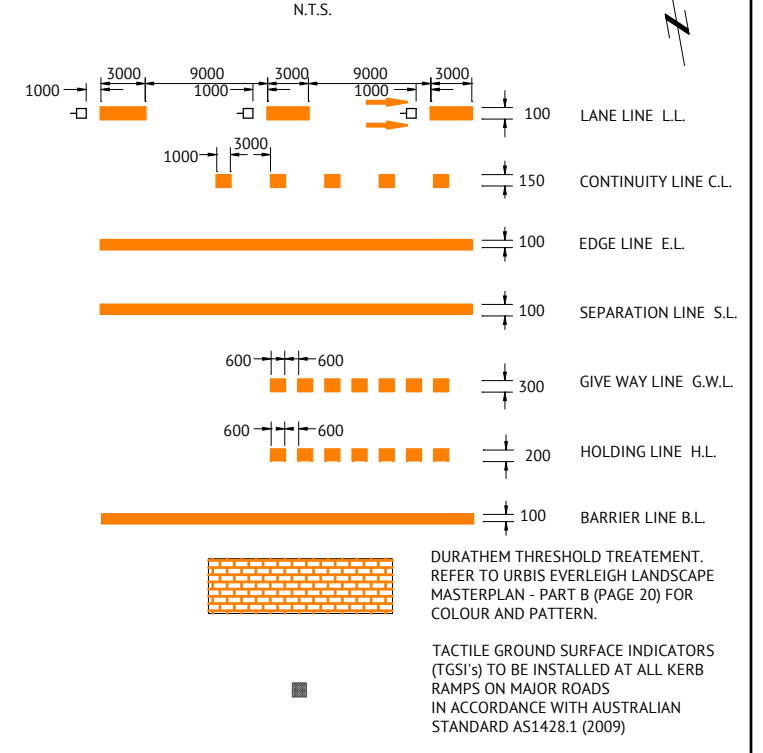 N.T.S.
3000 9000 3000 9000 3000
1000 1000 1000
100 LANE LINE L.L.
3000
1000
150 CONTINUITY LINE C.L.
100 EDGE LINE E.L.
100 SEPARATION LINE S.L.
600 600
300 GIVE WAY LINE G.W.L.
600 600
200 HOLDING LINE H.L.
100 BARRIER LINE B.L.
DURATHEM THRESHOLD TREATEMENT.
REFER TO URBIS EVERLEIGH LANDSCAPE
MASTERPLAN - PART B (PAGE 20) FOR
COLOUR AND PATTERN.
TACTILE GROUND SURFACE INDICATORS
(TGSI's) TO BE INSTALLED AT ALL KERB
RAMPS ON MAJOR ROADS
IN ACCORDANCE WITH AUSTRALIAN
STANDARD AS1428.1 (2009)